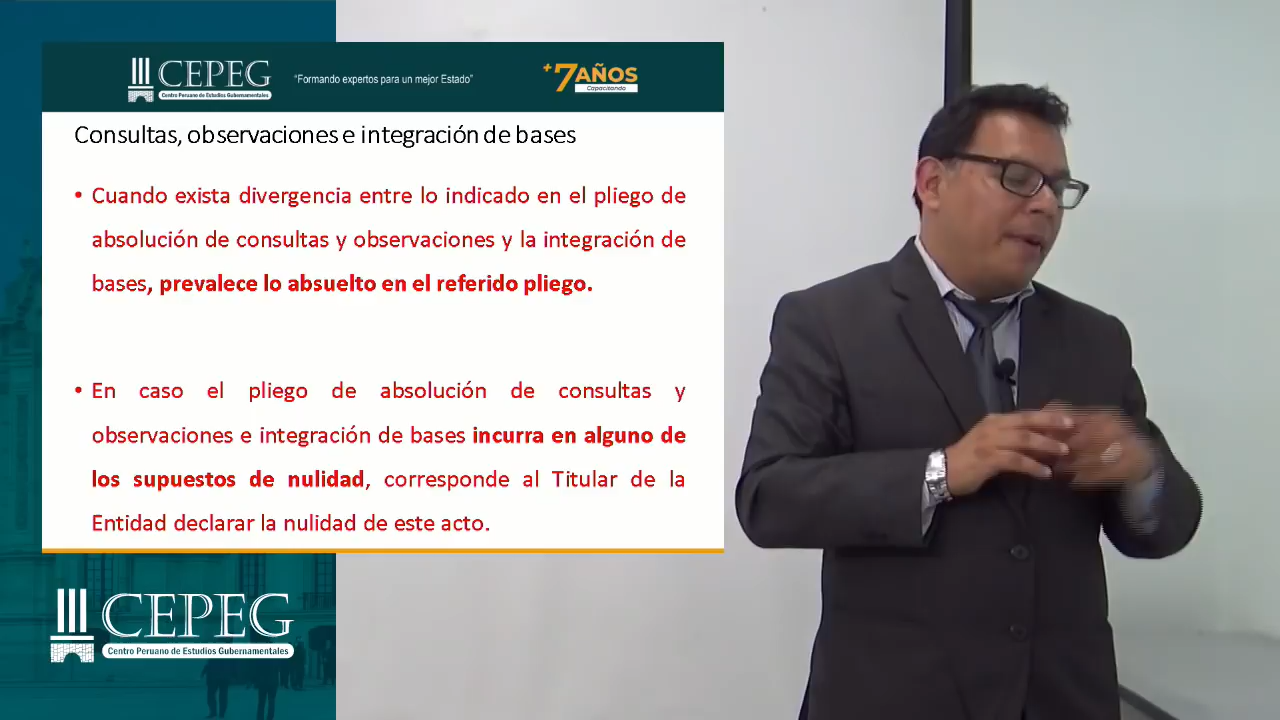 CEPEG
Centro Peruano de Estudios Gubernamentales
"Formando expertos para un mejor Estado"
+7 AÑOS
Capacitando
Consultas, observaciones e integración de bases
• Cuando exista divergencia entre lo indicado en el pliego de
absolución de consultas y observaciones y la integración de
bases, prevalece lo absuelto en el referido pliego.
• En caso el pliego de absolución de consultas y
observaciones e integración de bases incurra en alguno de
los supuestos de nulidad, corresponde al Titular de la
Entidad declarar la nulidad de este acto.
CEPEG
Centro Peruano de Estudios Gubernamentales